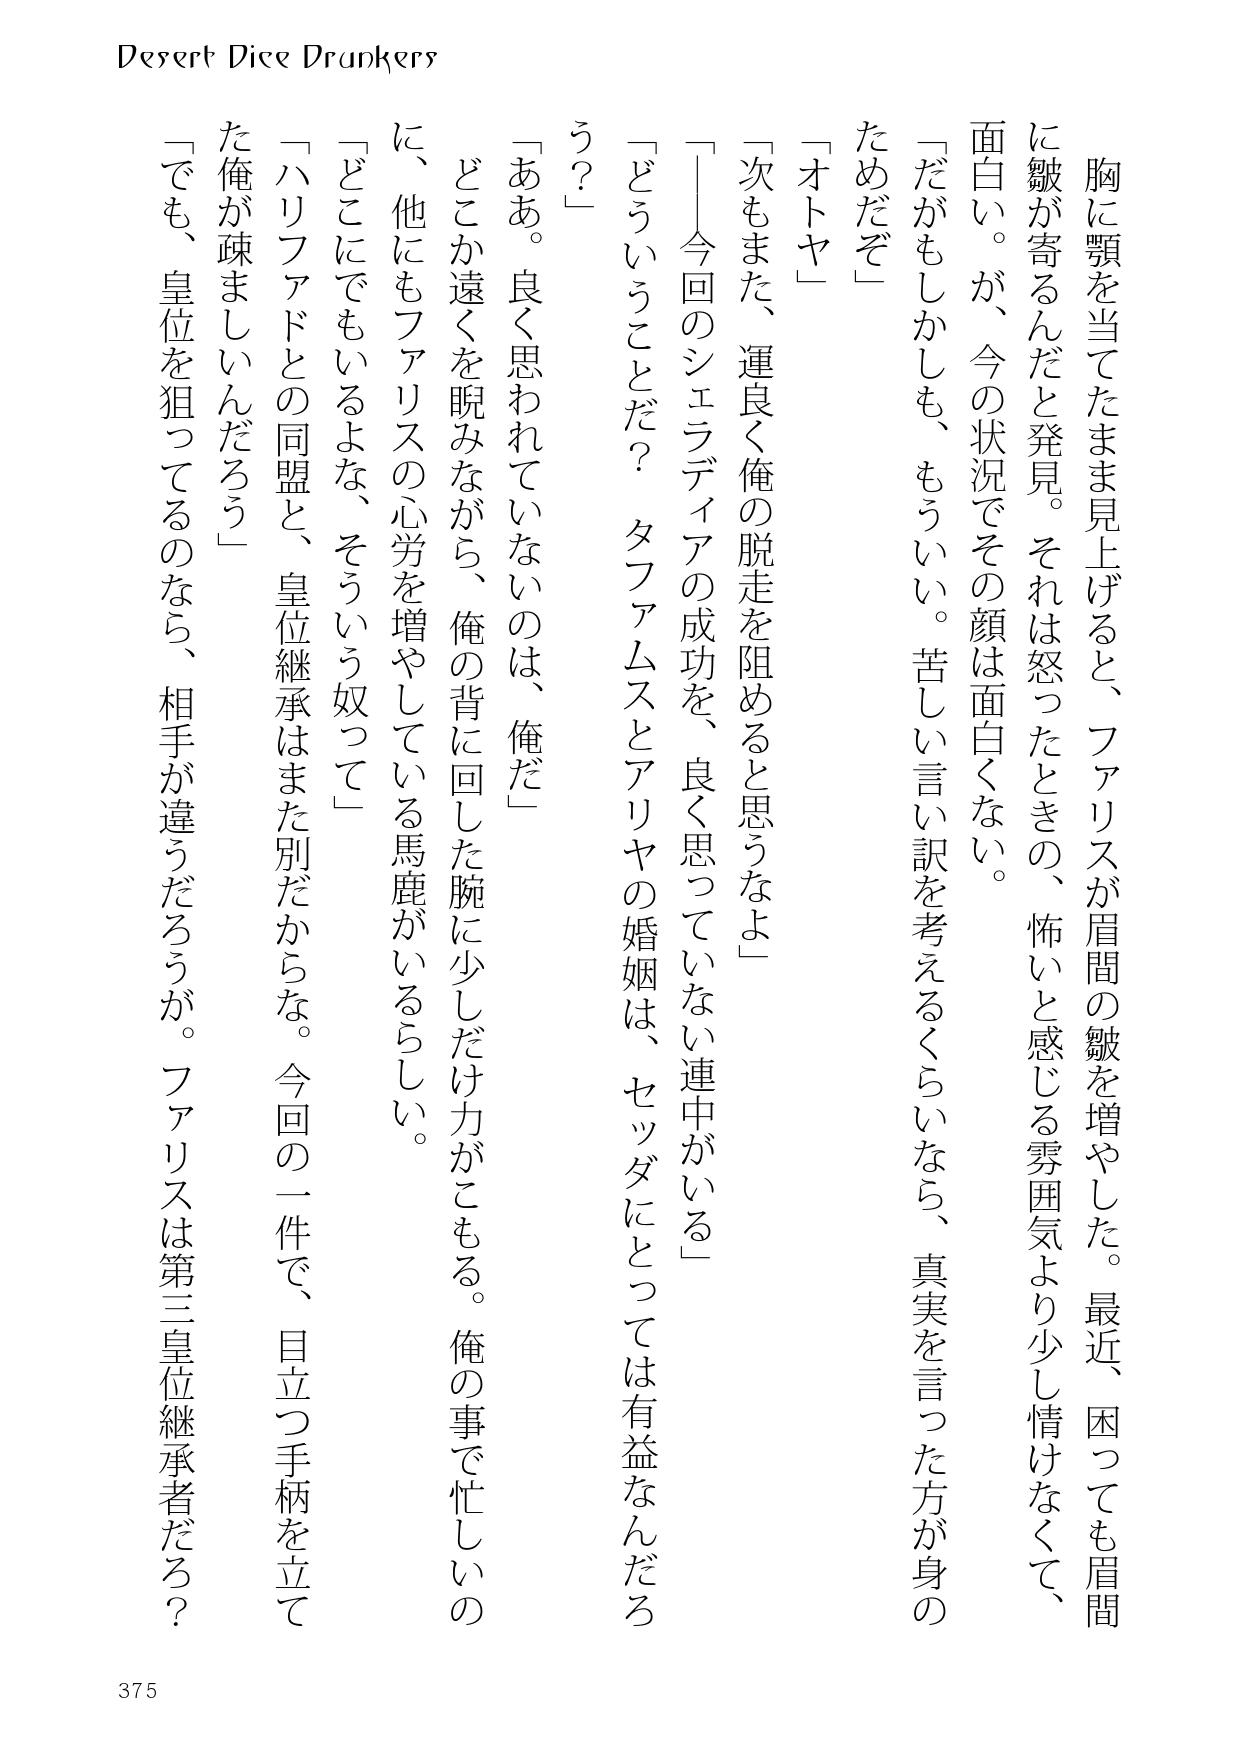 Desert Dice Drunkers
　胸に顎を当てたまま見上げると、ファリスが眉間の皺を増やした。最近、困っても眉間
に皺が寄るんだと発見。それは怒ったときの、怖いと感じる雰囲気より少し情けなくて、
面白い。が、今の状況でその顔は面白くない。
「だがもしかしも、もういい。苦しい言い訳を考えるくらいなら、真実を言った方が身の
ためだぞ」
「オトヤ」
「次もまた、運良く俺の脱走を阻めると思うなよ」
「――今回のシェラディアの成功を、良く思っていない連中がいる」
「どういうことだ？　タファムスとアリヤの婚姻は、セッダにとっては有益なんだろ
う？」
「ああ。良く思われていないのは、俺だ」
　どこか遠くを睨みながら、俺の背に回した腕に少しだけ力がこもる。俺の事で忙しいの
に、他にもファリスの心労を増やしている馬鹿がいるらしい。
「どこにでもいるよな、そういう奴って」
「ハリファドとの同盟と、皇位継承はまた別だからな。今回の一件で、目立つ手柄を立て
た俺が疎ましいんだろう」
「でも、皇位を狙ってるのなら、相手が違うだろうが。ファリスは第三皇位継承者だろ？
375